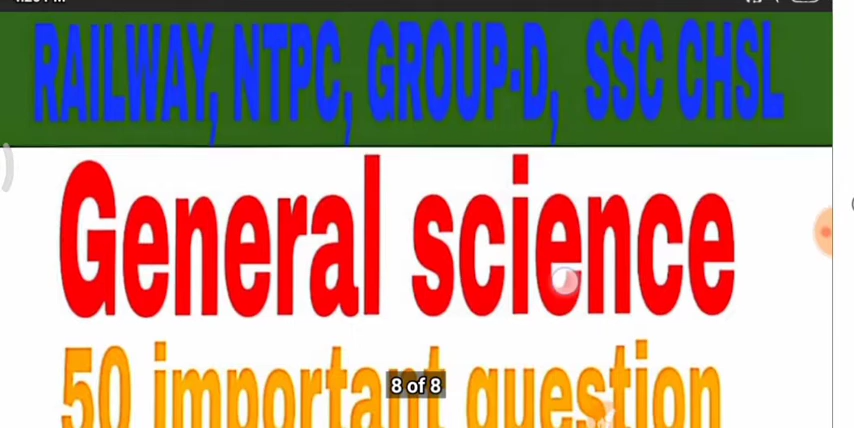 RAILWAY, NTPC, GROUP-D, SSC CHSL
General science
50 important question
8 of 8